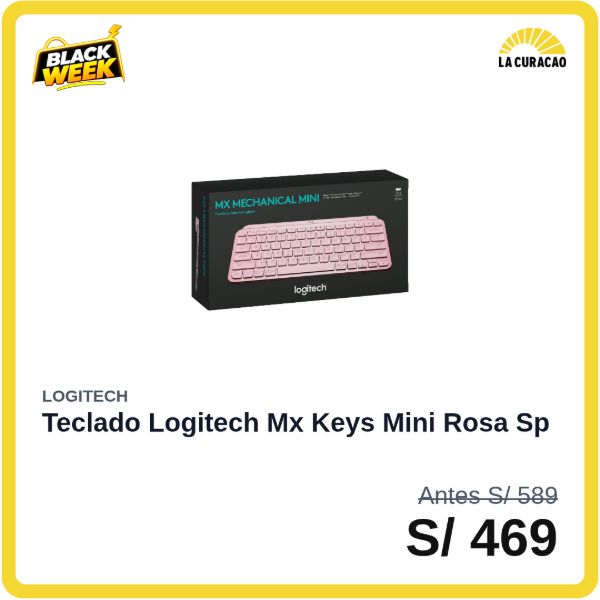 BLACK
WEEK
LA CURACAO
MX MECHANICAL MINI
logitech
LOGITECH
Teclado Logitech Mx Keys Mini Rosa Sp
Antes S/ 589
S/ 469